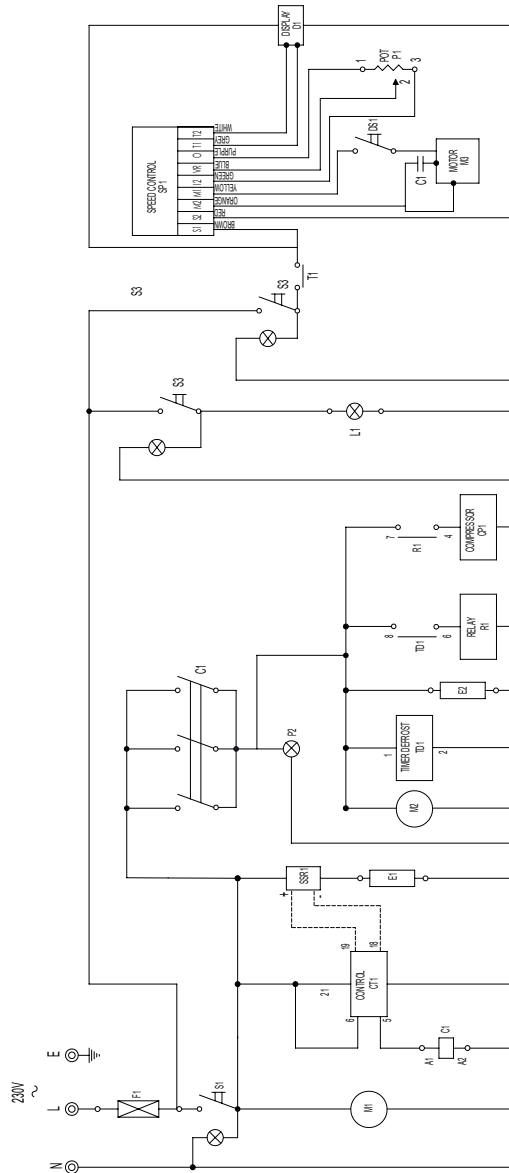 230V
~
N
L
E
F1
S1
M1
A1
C1
A2
CONTROL
CT1
21
6
5
19
18
SSR1
+
-
E1
C1
P2
M2
TIMER DEFROST
TD1
1
2
E2
8
TD1
6
RELAY
R1
7
R1
4
COMPRESSOR
CP1
S3
L1
S3
S3
T1
SPEED CONTROL
SP1
S1
S2
M2
M1
12
VR
O
T1
T2
BROWN
RED
ORANGE
YELLOW
GREEN
BLUE
PURPLE
GREY
WHITE
DISPLAY
D1
1
POT
P1
2
3
DS1
C1
MOTOR
M3